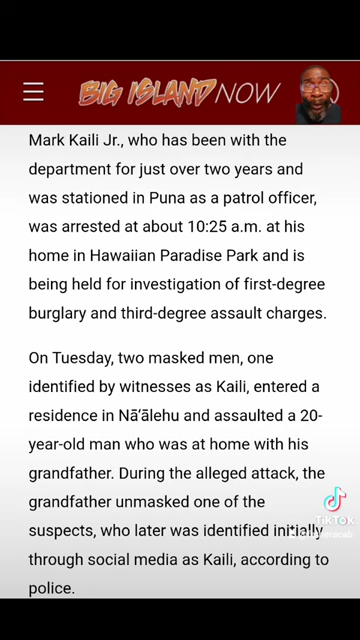 BIG ISLAND NOW
Mark Kaili Jr., who has been with the
department for just over two years and
was stationed in Puna as a patrol officer,
was arrested at about 10:25 a.m. at his
home in Hawaiian Paradise Park and is
being held for investigation of first-degree
burglary and third-degree assault charges.
On Tuesday, two masked men, one
identified by witnesses as Kaili, entered a
residence in Nā‘ālehu and assaulted a 20-
year-old man who was at home with his
grandfather. During the alleged attack, the
grandfather unmasked one of the
suspects, who later was identified initially
through social media as Kaili, according to
police.
TikTok